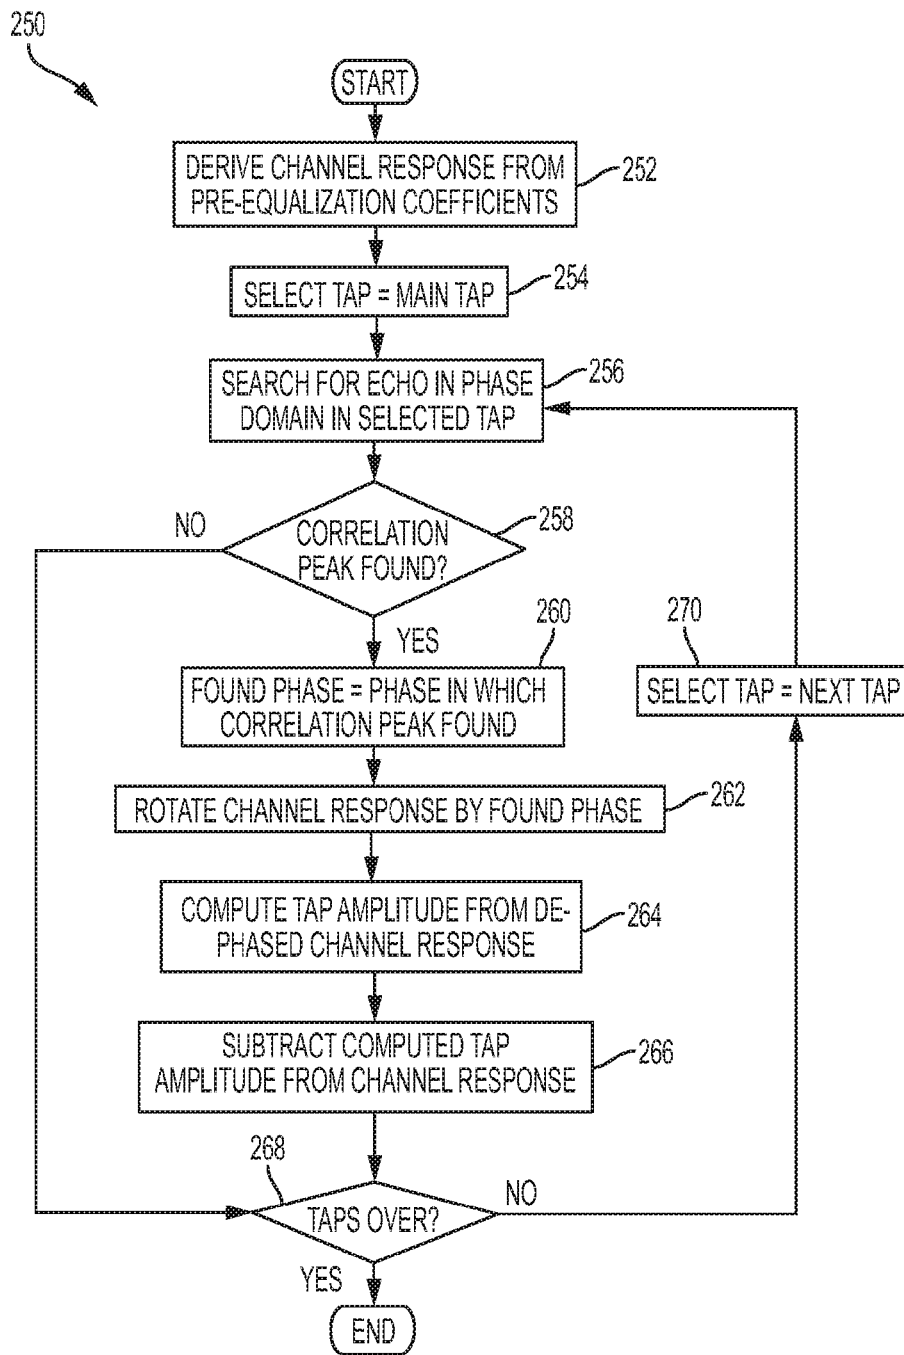 250
START
DERIVE CHANNEL RESPONSE FROM
PRE-EQUALIZATION COEFFICIENTS
252
SELECT TAP = MAIN TAP
254
SEARCH FOR ECHO IN PHASE
DOMAIN IN SELECTED TAP
256
CORRELATION
PEAK FOUND?
258
NO
YES
FOUND PHASE = PHASE IN WHICH
CORRELATION PEAK FOUND
260
270
SELECT TAP = NEXT TAP
ROTATE CHANNEL RESPONSE BY FOUND PHASE
262
COMPUTE TAP AMPLITUDE FROM DE-
PHASED CHANNEL RESPONSE
264
SUBTRACT COMPUTED TAP
AMPLITUDE FROM CHANNEL RESPONSE
266
268
TAPS OVER?
NO
YES
END